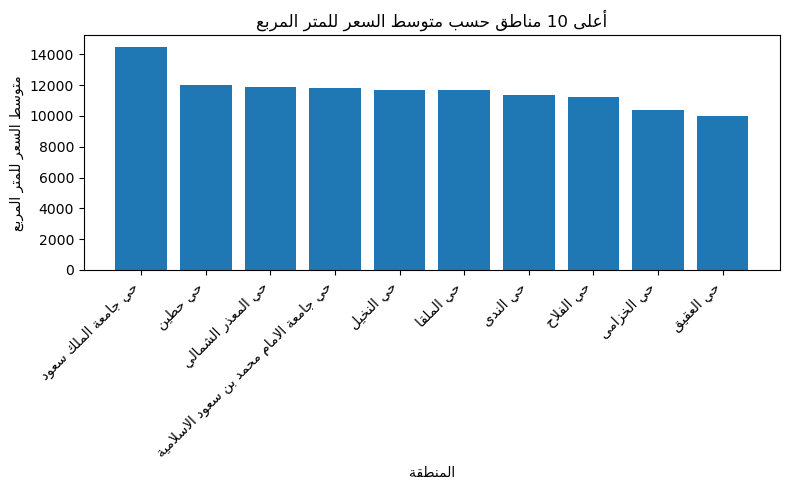 أعلى 10 مناطق حسب متوسط السعر للمتر المربع
متوسط السعر للمتر المربع
14000
12000
10000
8000
6000
4000
2000
0
حي جامعة الملك سعود
حي حطين
حي المعذر الشمالي
حي جامعة الامام محمد بن سعود الاسلامية
حي النخيل
حي الملقا
حي الندى
حي الفلاح
حي الخزامى
حي العقيق
المنطقة